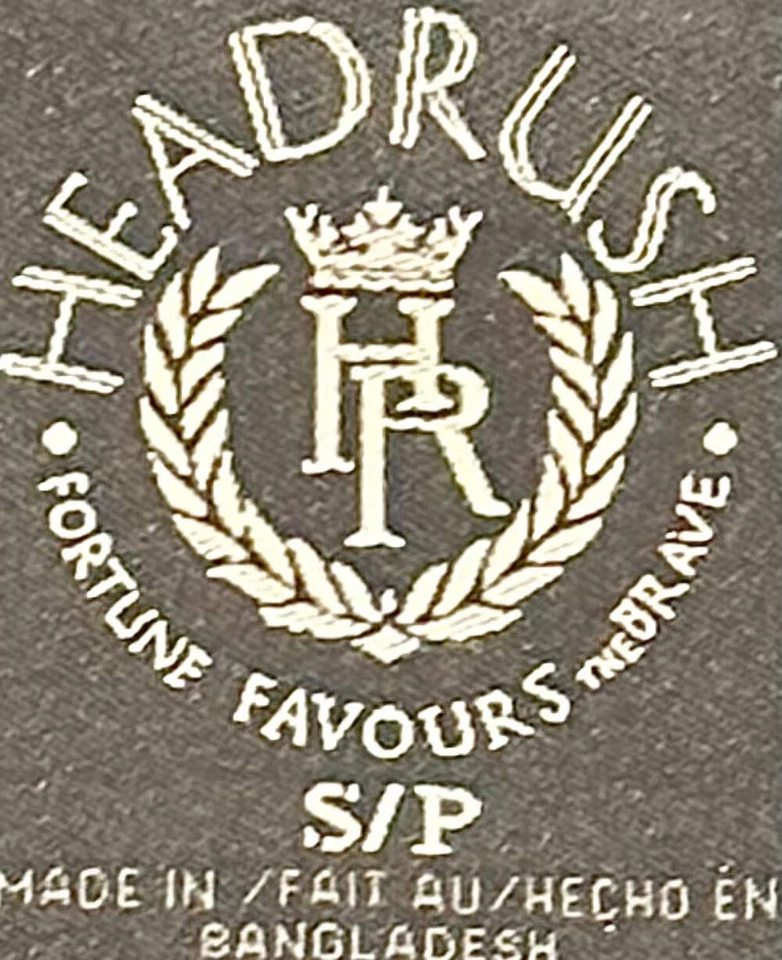 HEADRUSH
HR
• FORTUNE FAVOURS THE BRAVE •
S/P
MADE IN /FAIT AU/HECHO EN
BANGLADESH